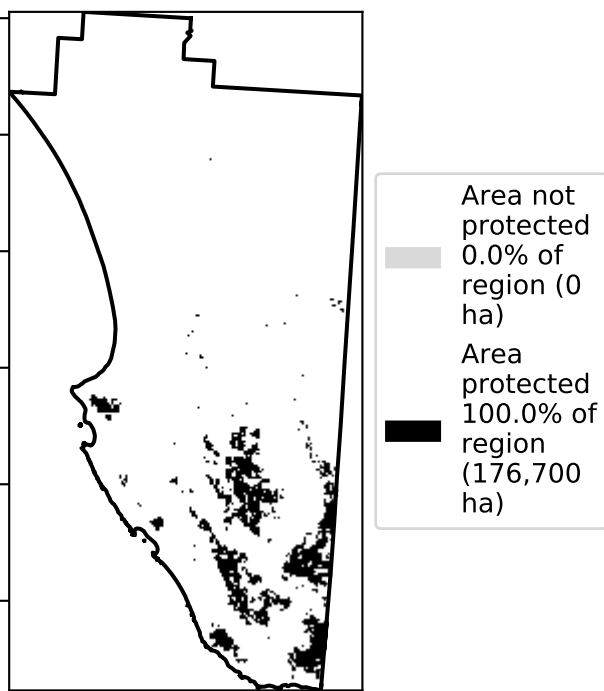 Area not
protected
0.0% of
region (0
ha)
Area
protected
100.0% of
region
(176,700
ha)